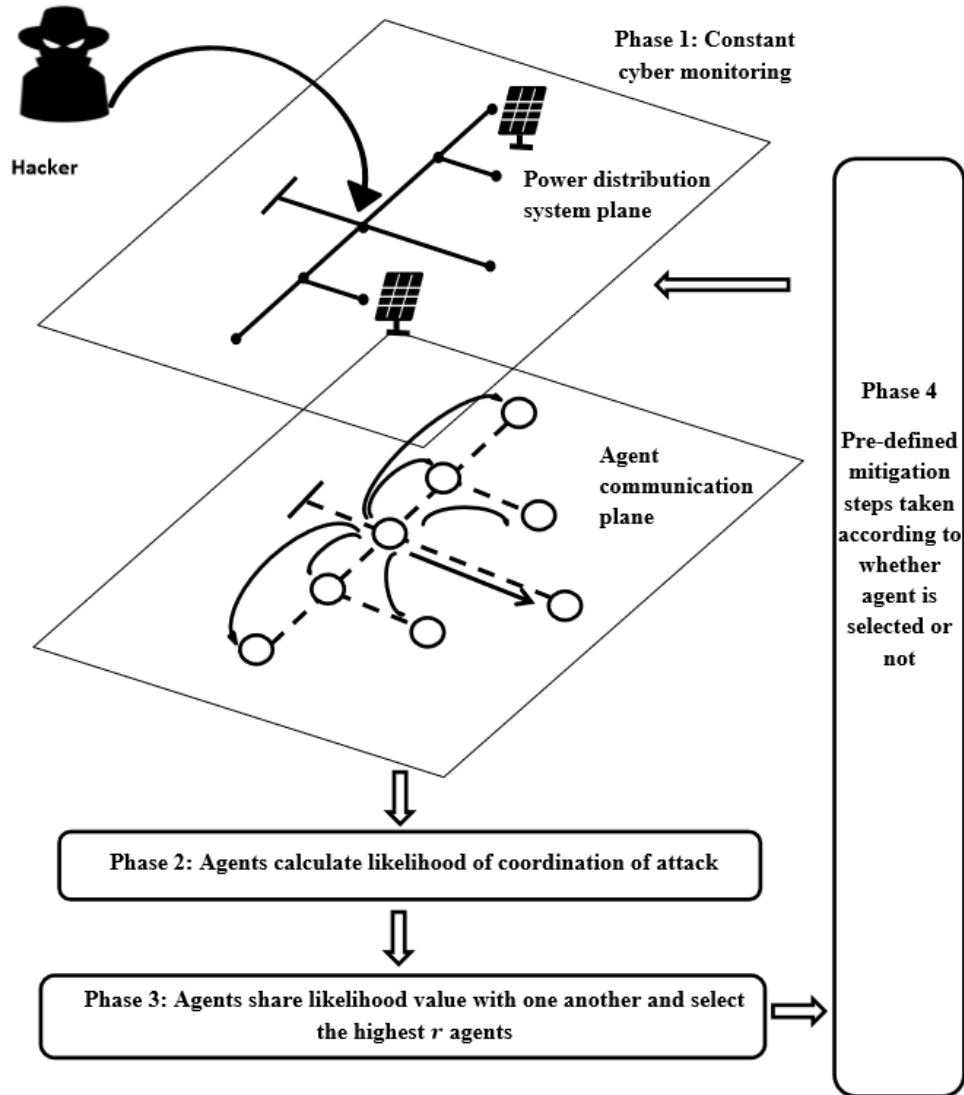 Phase 1: Constant
cyber monitoring
Hacker
Power distribution
system plane
Agent
communication
plane
Phase 2: Agents calculate likelihood of coordination of attack
Phase 3: Agents share likelihood value with one another and select
the highest r agents
Phase 4
Pre-defined
mitigation
steps taken
according to
whether
agent is
selected or
not